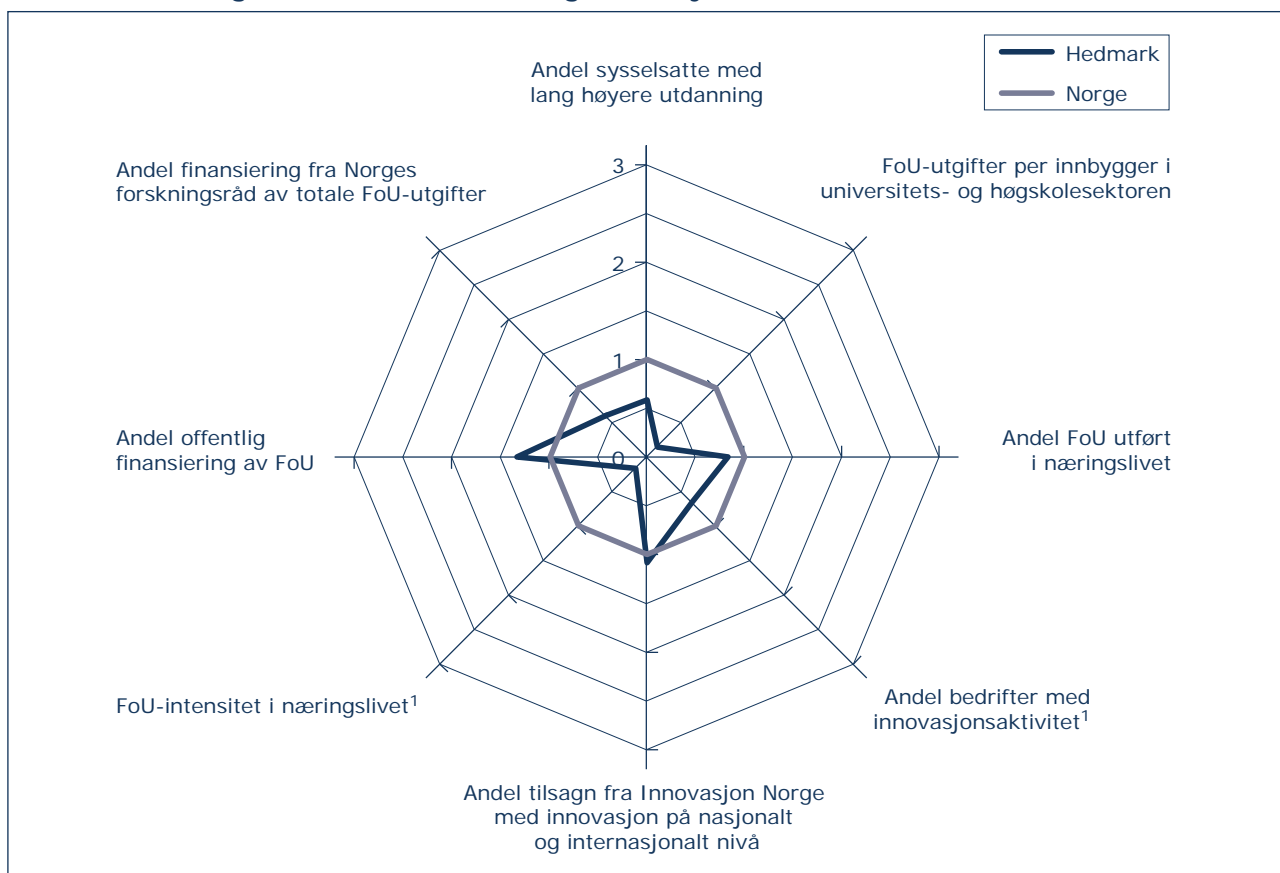 Hedmark
Norge
Andel sysselsatte med
lang høyere utdanning
FoU-utgifter per innbygger i
universitets- og høgskolesektoren
Andel FoU utført
i næringslivet
Andel bedrifter med
innovasjonsaktivitet1
Andel tilsagn fra Innovasjon Norge
med innovasjon på nasjonalt
og internasjonalt nivå
FoU-intensitet i næringslivet1
Andel offentlig
finansiering av FoU
Andel finansiering fra Norges
forskningsråd av totale FoU-utgifter
3
2
1
0